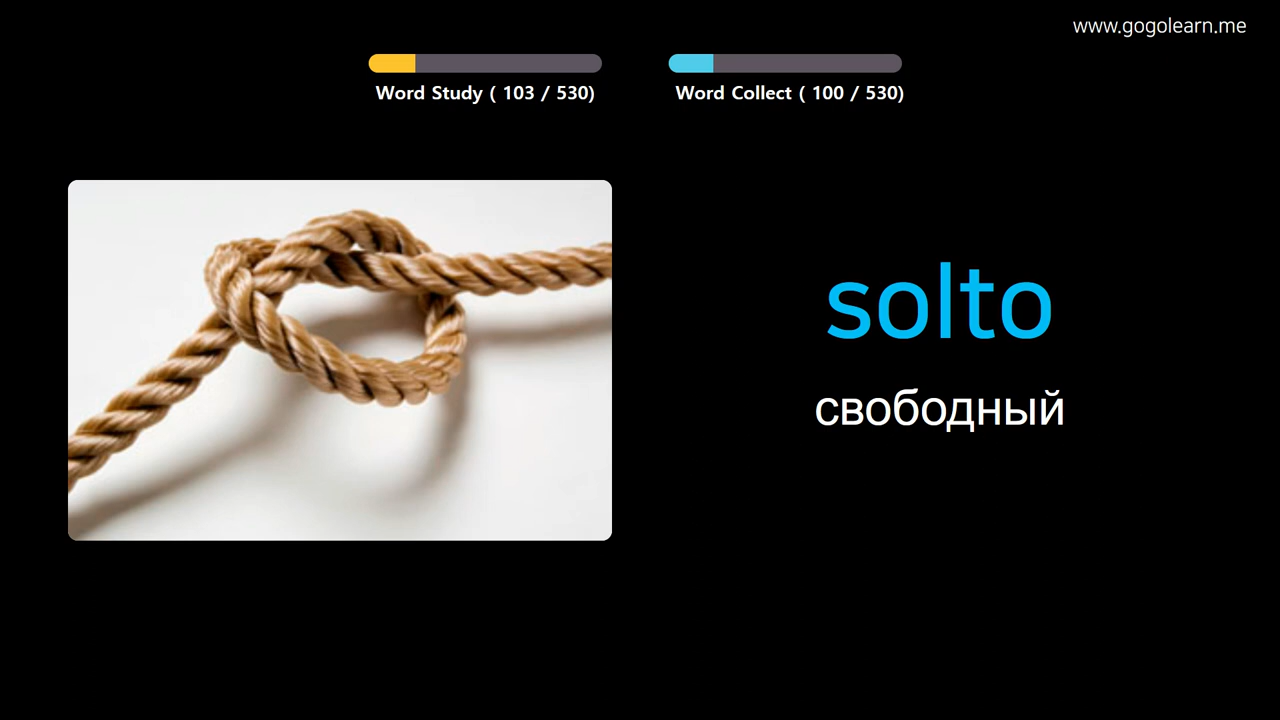 www.gogolearn.me
Word Study ( 103 / 530)
Word Collect ( 100 / 530)
solto
свободный